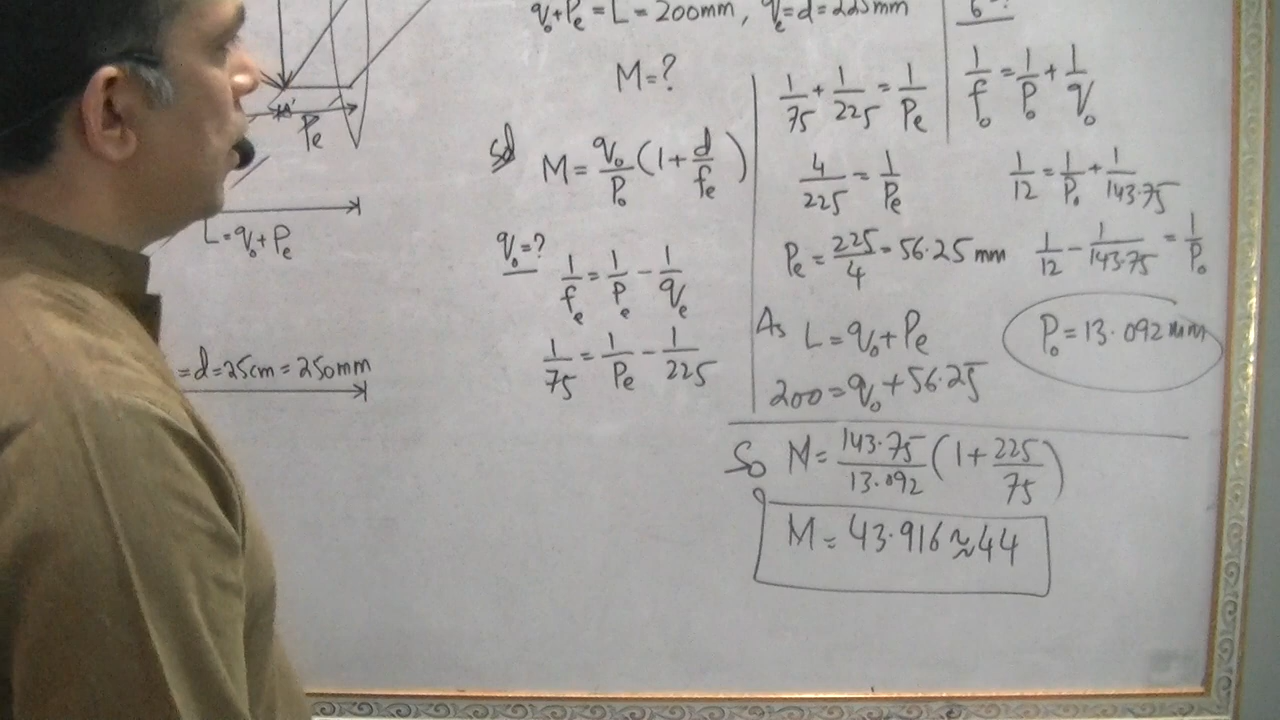 Pe
L = q₀ + Pe
= d = 25cm = 250mm
q₀ + Pe = L = 200mm, qe = d = 225mm
M = ?
Sol M = q₀/P₀ (1 + d/fe)
q₀ = ?
1/fe = 1/Pe - 1/qe
1/75 = 1/Pe - 1/225
1/75 + 1/225 = 1/Pe
4/225 = 1/Pe
Pe = 225/4 = 56.25 mm
As L = q₀ + Pe
200 = q₀ + 56.25
1/f₀ = 1/P₀ + 1/q₀
1/12 = 1/P₀ + 1/143.75
1/12 - 1/143.75 = 1/P₀
P₀ = 13.092 mm
So M = 143.75/13.092 (1 + 225/75)
M = 43.916 ≈ 44